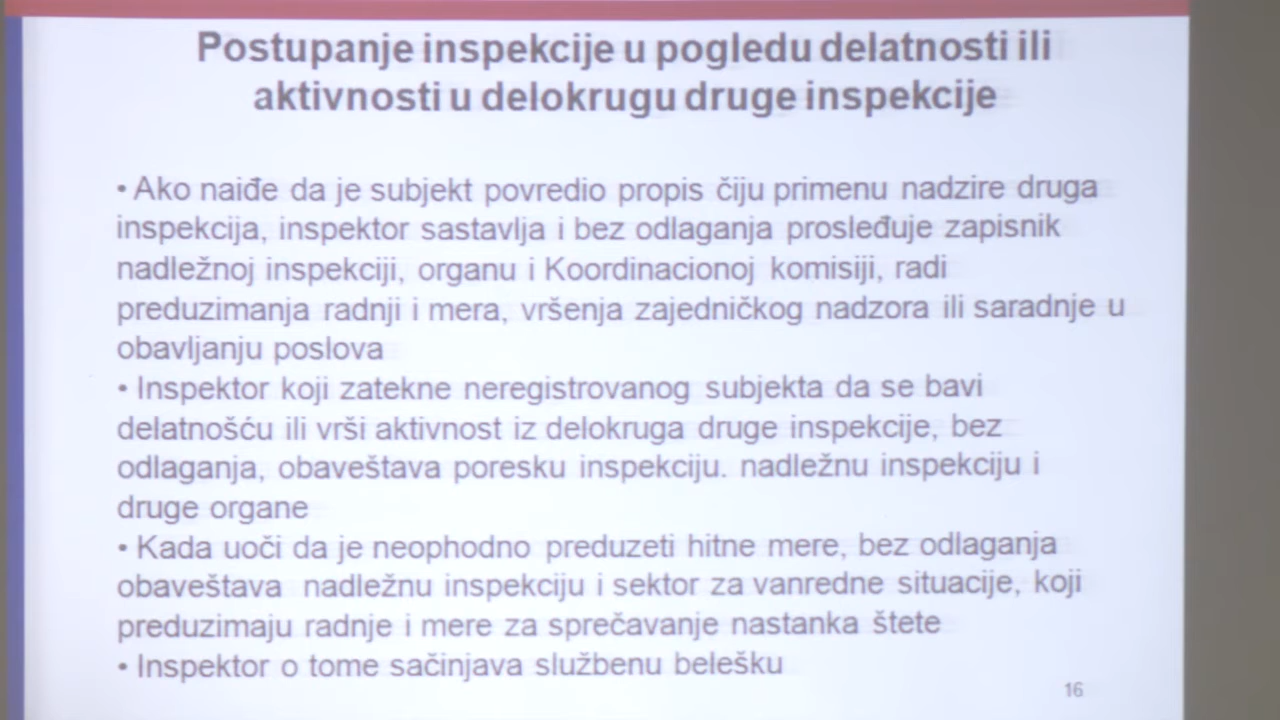 Postupanje inspekcije u pogledu delatnosti ili
aktivnosti u delokrugu druge inspekcije
• Ako naiđe da je subjekt povredio propis čiju primenu nadzire druga
inspekcija, inspektor sastavlja i bez odlaganja prosleđuje zapisnik
nadležnoj inspekciji, organu i Koordinacionoj komisiji, radi
preduzimanja radnji i mera, vršenja zajedničkog nadzora ili saradnje u
obavljanju poslova
• Inspektor koji zatekne neregistrovanog subjekta da se bavi
delatnošću ili vrši aktivnost iz delokruga druge inspekcije, bez
odlaganja, obaveštava poresku inspekciju. nadležnu inspekciju i
druge organe
• Kada uoči da je neophodno preduzeti hitne mere, bez odlaganja
obaveštava nadležnu inspekciju i sektor za vanredne situacije, koji
preduzimaju radnje i mere za sprečavanje nastanka štete
• Inspektor o tome sačinjava službenu belešku
16